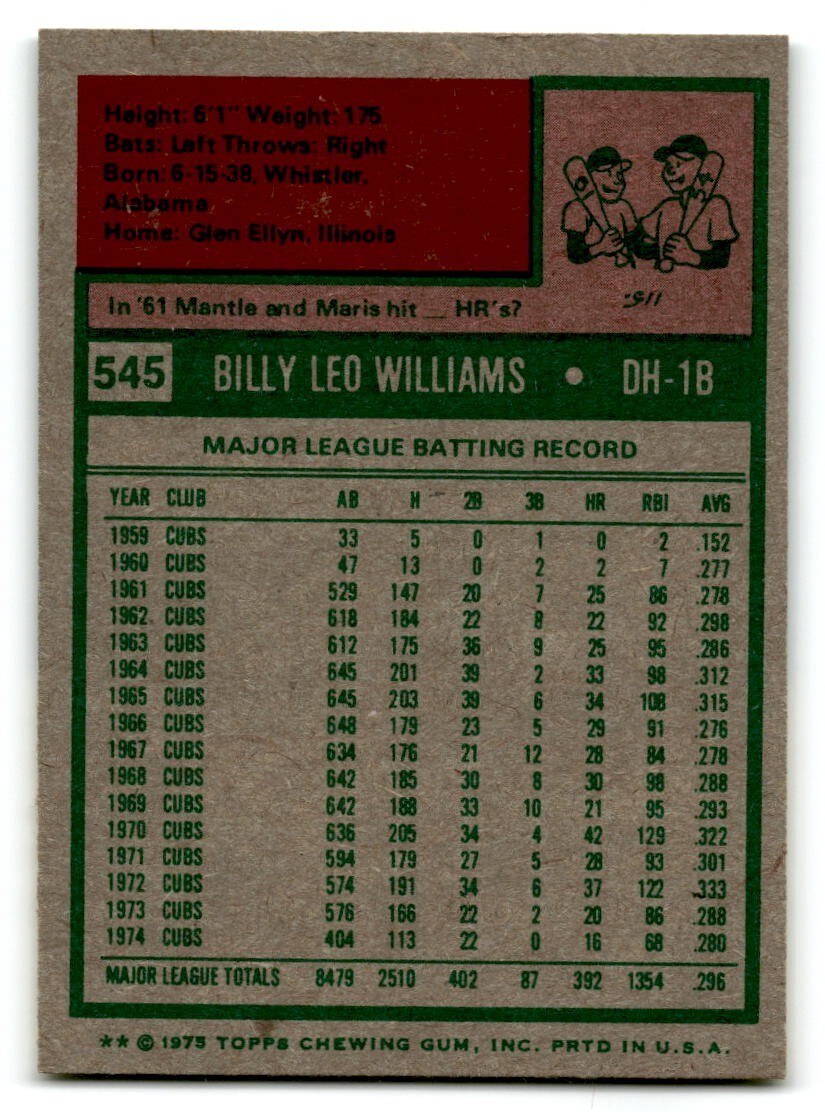 Height: 6'1" Weight: 175
Bats: Left Throws: Right
Born: 6-15-38, Whistler,
Alabama
Home: Glen Ellyn, Illinois
In '61 Mantle and Maris hit __ HR's?
115.
545 BILLY LEO WILLIAMS • DH-1B
MAJOR LEAGUE BATTING RECORD
YEAR CLUB AB H 2B 3B HR RBI AVG
1959 CUBS 33 5 0 1 0 2 .152
1960 CUBS 47 13 0 2 2 7 .277
1961 CUBS 529 147 20 7 25 86 .278
1962 CUBS 618 184 22 8 22 92 .298
1963 CUBS 612 175 36 9 25 95 .286
1964 CUBS 645 201 39 2 33 98 .312
1965 CUBS 645 203 39 6 34 108 .315
1966 CUBS 648 179 23 5 29 91 .276
1967 CUBS 634 176 21 12 28 84 .278
1968 CUBS 642 185 30 8 30 98 .288
1969 CUBS 642 188 33 10 21 95 .293
1970 CUBS 636 205 34 4 42 129 .322
1971 CUBS 594 179 27 5 28 93 .301
1972 CUBS 574 191 34 6 37 122 .333
1973 CUBS 576 166 22 2 20 86 .288
1974 CUBS 404 113 22 0 16 68 .280
MAJOR LEAGUE TOTALS 8479 2510 402 87 392 1354 .296
** © 1975 TOPPS CHEWING GUM, INC. PRTD IN U.S.A.